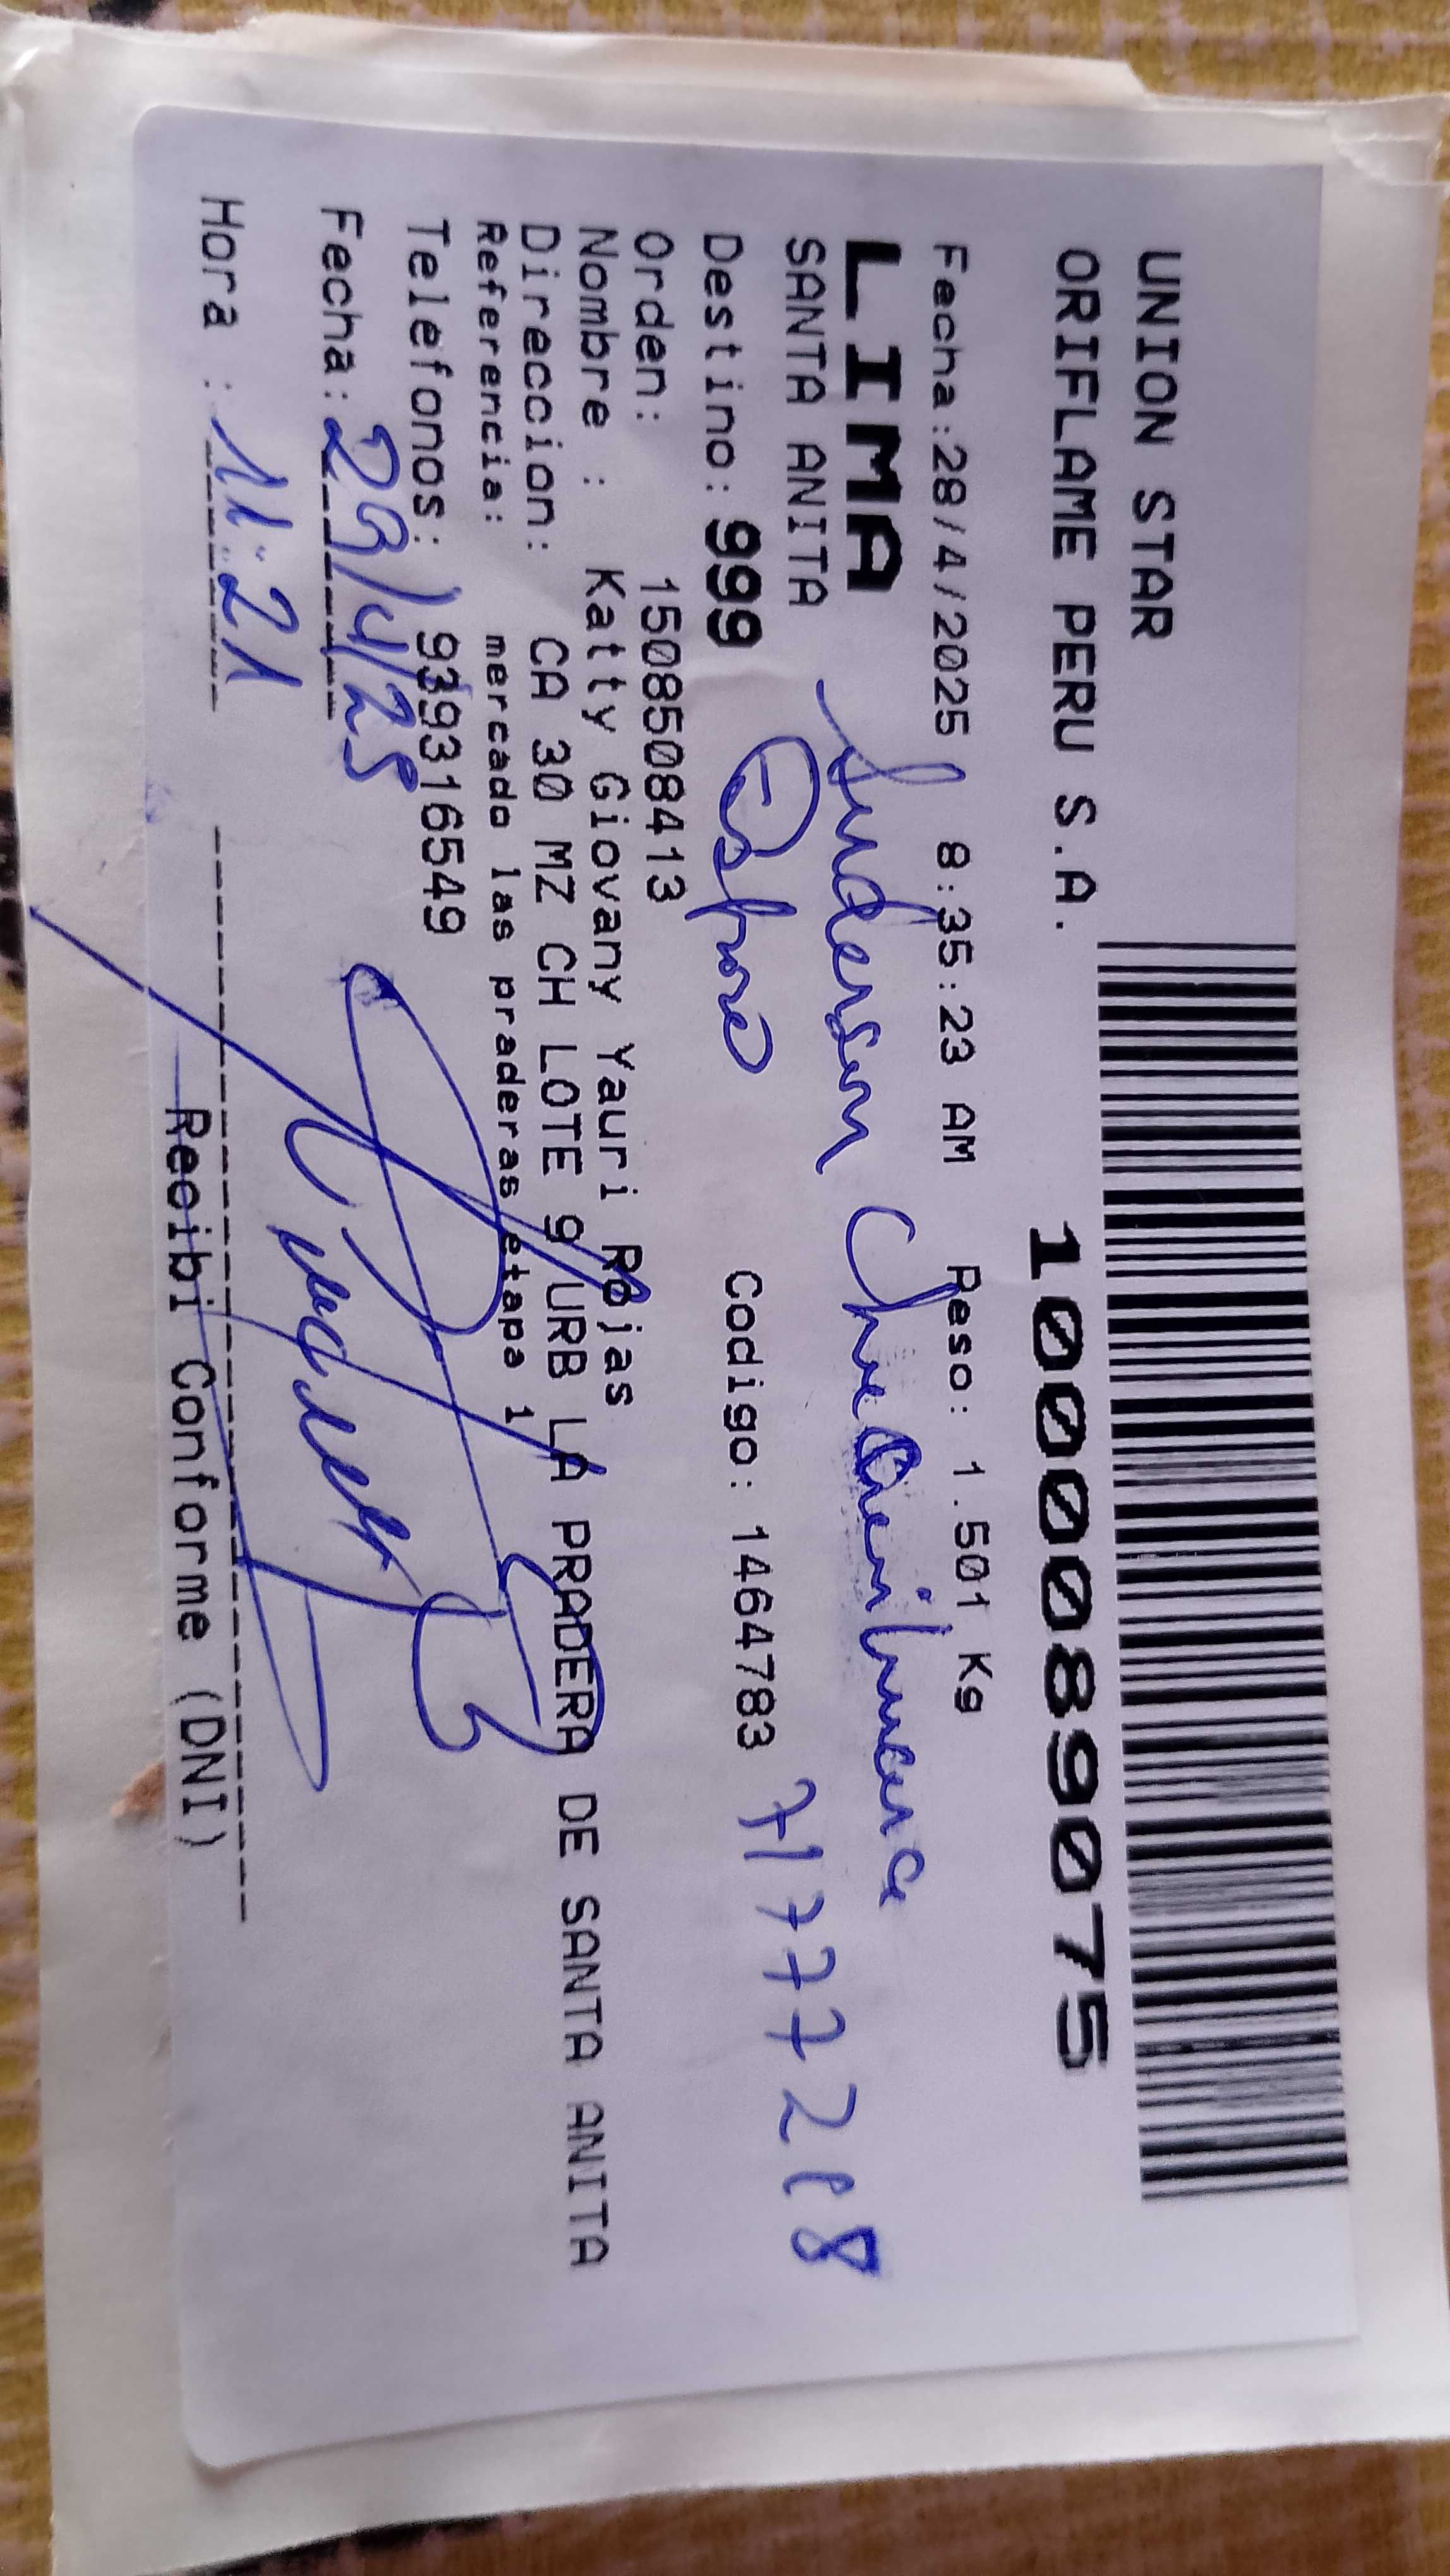 UNION STAR
ORIFLAME PERU S.A.
1000890075
Fecha:28/4/2025 8:35:23 AM Peso: 1.501 Kg
LIMA
SANTA ANITA
Anderson
Esposo
Destino: 999 Codigo: 1464783
Orden: 1508508413
Nombre : Katty Giovany Yauri Rojas
Direccion: CA 30 MZ CH LOTE 9 URB LA PRADERA DE SANTA ANITA
Referencia: mercado las praderas etapa 1
Telefonos: 939316549
Fecha: 29/4/25
Hora : 11:21
Recibi Conforme (DNI)